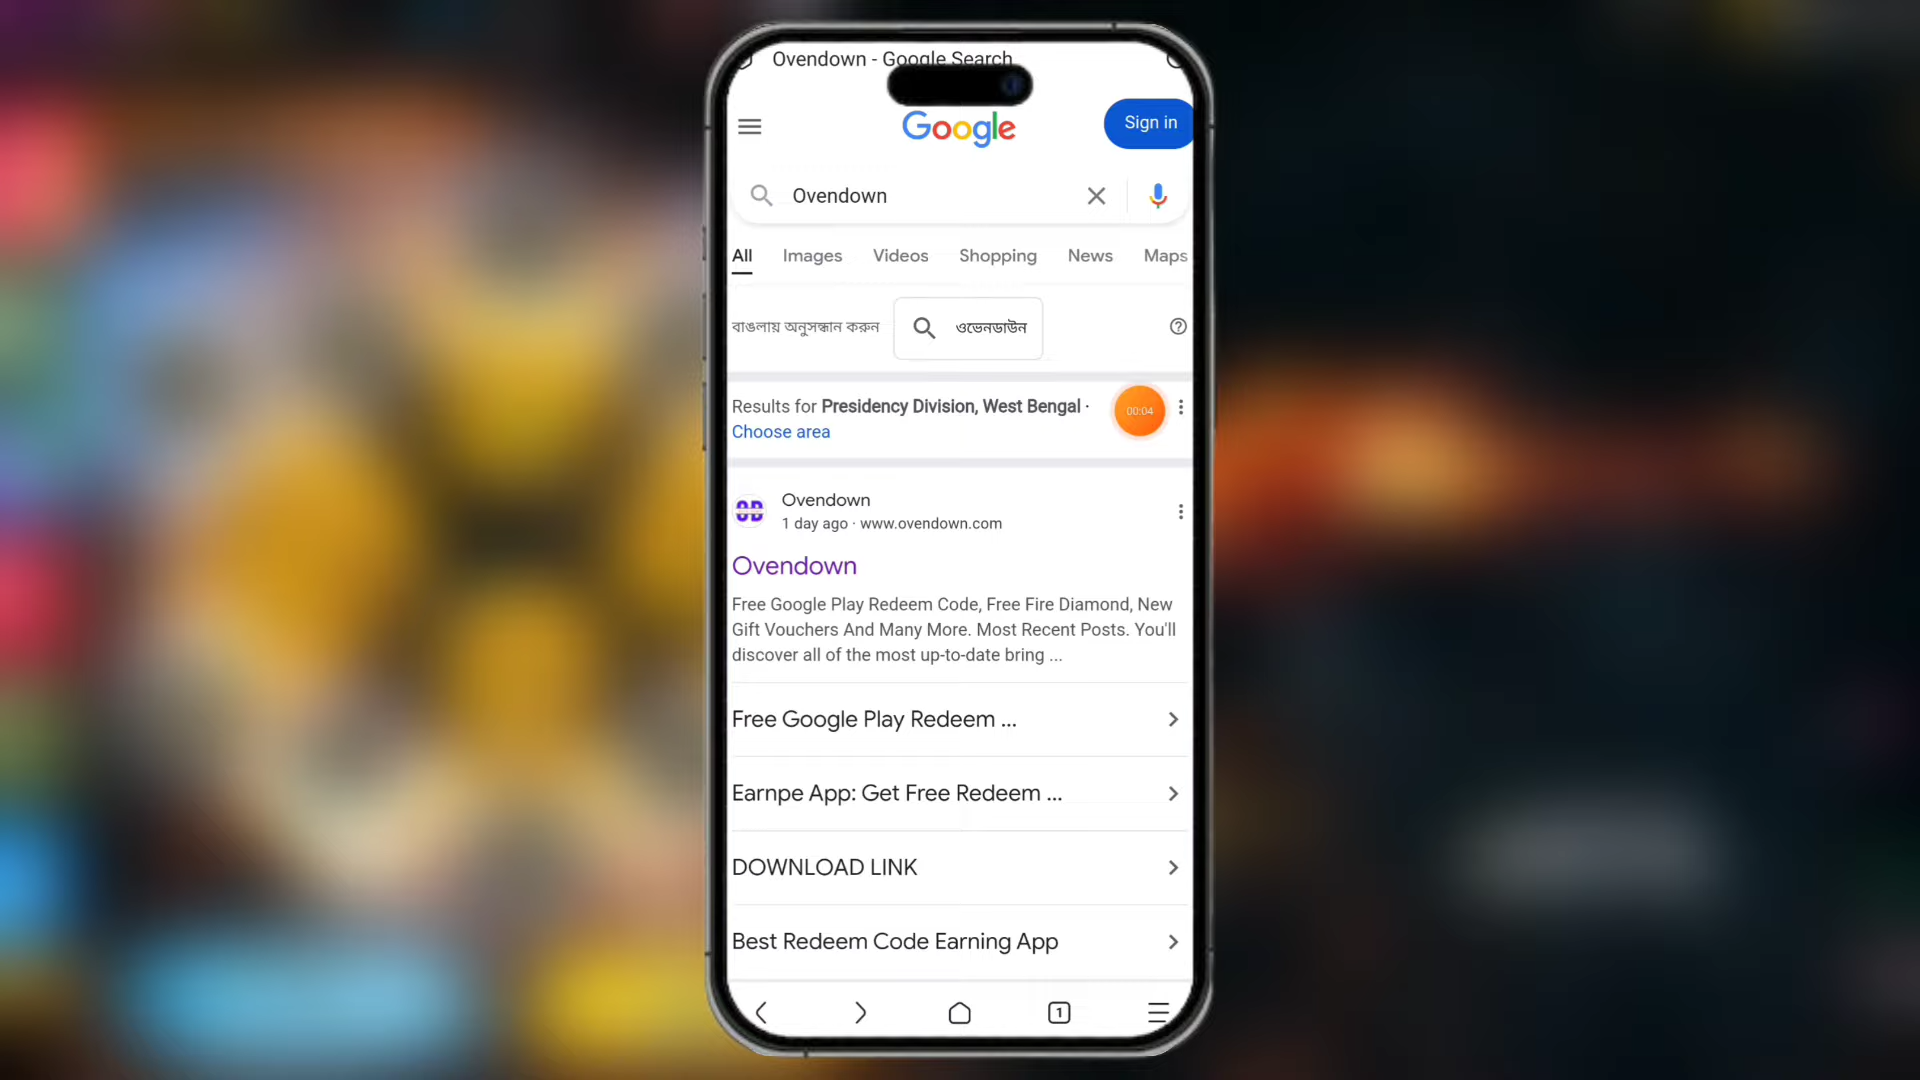 Ovendown - Google Search
Google
Sign in
Ovendown
All Images Videos Shopping News Maps
বাঙলায় অনুসন্ধান করুন ওভেনডাউন
Results for Presidency Division, West Bengal ·
Choose area
00:04
OD
Ovendown
1 day ago · www.ovendown.com
Ovendown
Free Google Play Redeem Code, Free Fire Diamond, New
Gift Vouchers And Many More. Most Recent Posts. You'll
discover all of the most up-to-date bring ...
Free Google Play Redeem ...
Earnpe App: Get Free Redeem ...
DOWNLOAD LINK
Best Redeem Code Earning App
1